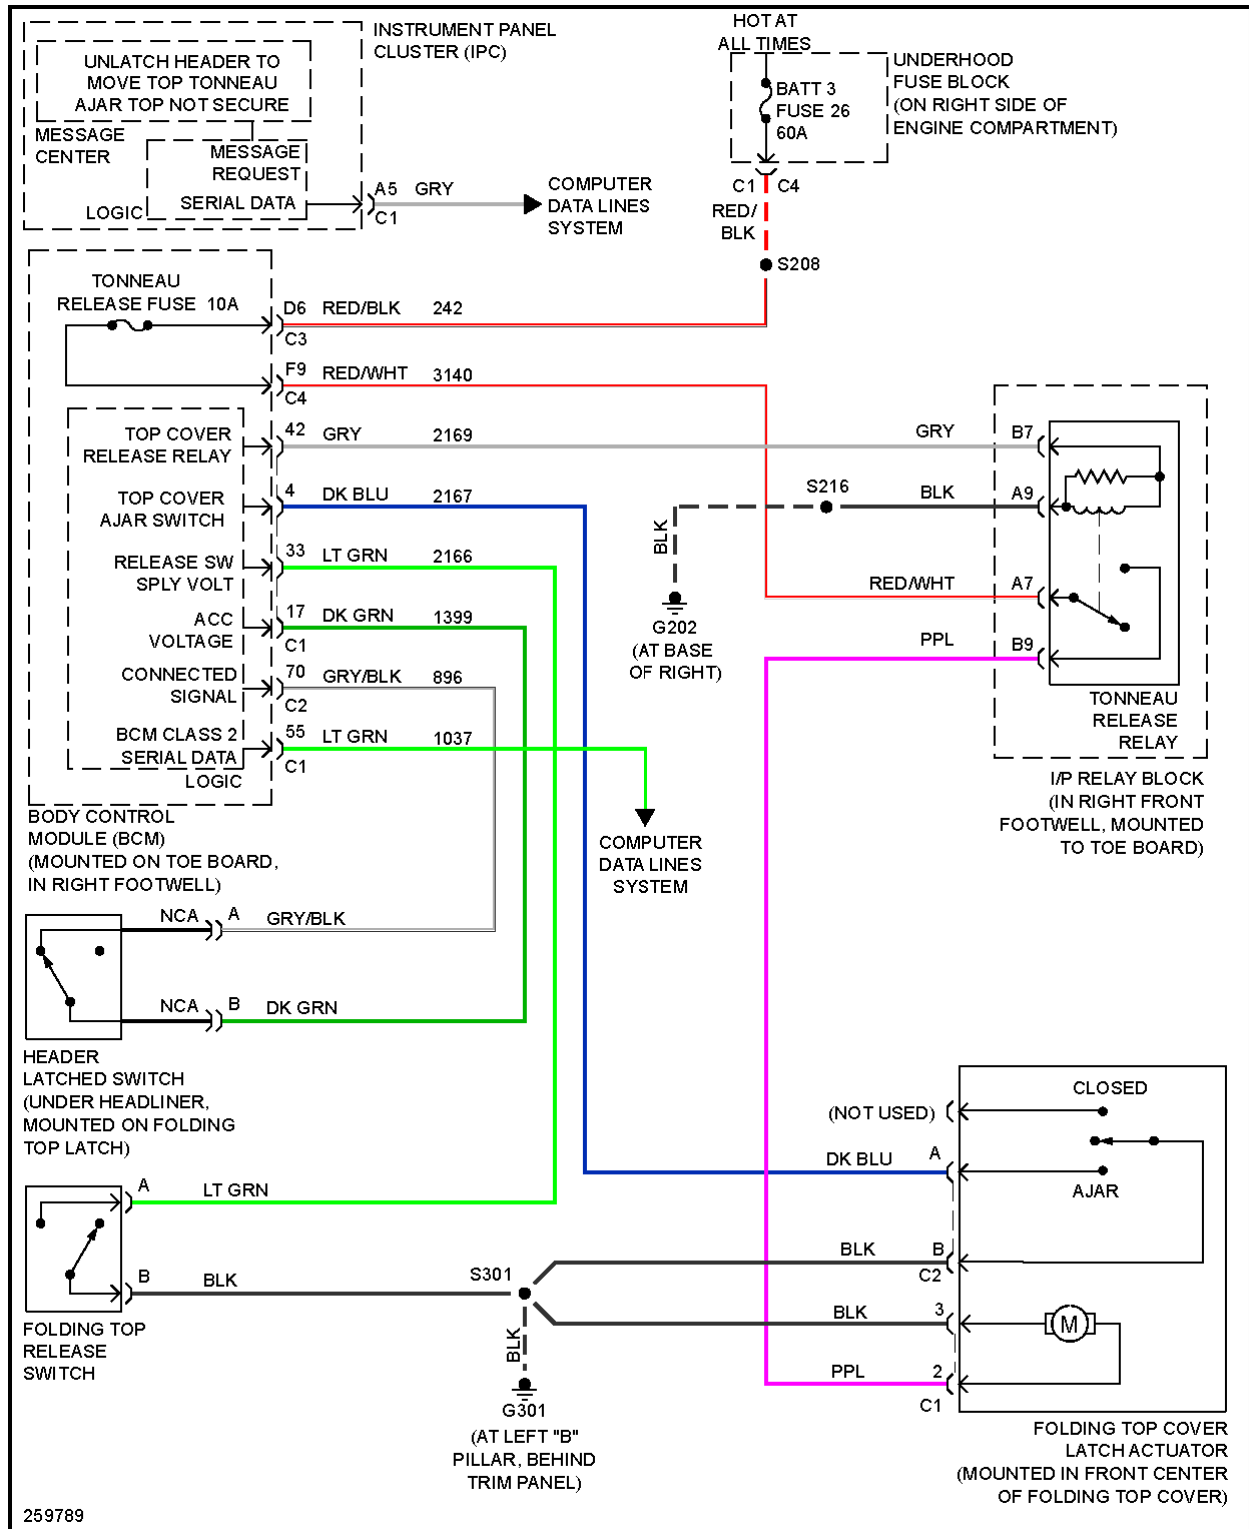 INSTRUMENT PANEL
CLUSTER (IPC)
UNLATCH HEADER TO
MOVE TOP TONNEAU
AJAR TOP NOT SECURE
MESSAGE
CENTER
MESSAGE
REQUEST
SERIAL DATA
LOGIC
A5
GRY
C1
COMPUTER
DATA LINES
SYSTEM
HOT AT
ALL TIMES
BATT 3
FUSE 26
60A
UNDERHOOD
FUSE BLOCK
(ON RIGHT SIDE OF
ENGINE COMPARTMENT)
C1
C4
RED/
BLK
S208
TONNEAU
RELEASE FUSE 10A
D6
RED/BLK
242
C3
F9
RED/WHT
3140
C4
TOP COVER
RELEASE RELAY
42
GRY
2169
GRY
B7
TOP COVER
AJAR SWITCH
4
DK BLU
2167
S216
BLK
A9
BLK
RELEASE SW
SPLY VOLT
33
LT GRN
2166
RED/WHT
A7
ACC
VOLTAGE
17
DK GRN
1399
C1
G202
(AT BASE
OF RIGHT)
PPL
B9
CONNECTED
SIGNAL
70
GRY/BLK
896
C2
BCM CLASS 2
SERIAL DATA
55
LT GRN
1037
C1
LOGIC
TONNEAU
RELEASE
RELAY
I/P RELAY BLOCK
(IN RIGHT FRONT
FOOTWELL, MOUNTED
TO TOE BOARD)
BODY CONTROL
MODULE (BCM)
(MOUNTED ON TOE BOARD,
IN RIGHT FOOTWELL)
COMPUTER
DATA LINES
SYSTEM
NCA
A
GRY/BLK
NCA
B
DK GRN
HEADER
LATCHED SWITCH
(UNDER HEADLINER,
MOUNTED ON FOLDING
TOP LATCH)
CLOSED
(NOT USED)
DK BLU
A
AJAR
A
LT GRN
BLK
B
C2
S301
B
BLK
BLK
3
M
BLK
PPL
2
C1
FOLDING TOP
RELEASE
SWITCH
G301
(AT LEFT "B"
PILLAR, BEHIND
TRIM PANEL)
FOLDING TOP COVER
LATCH ACTUATOR
(MOUNTED IN FRONT CENTER
OF FOLDING TOP COVER)
259789